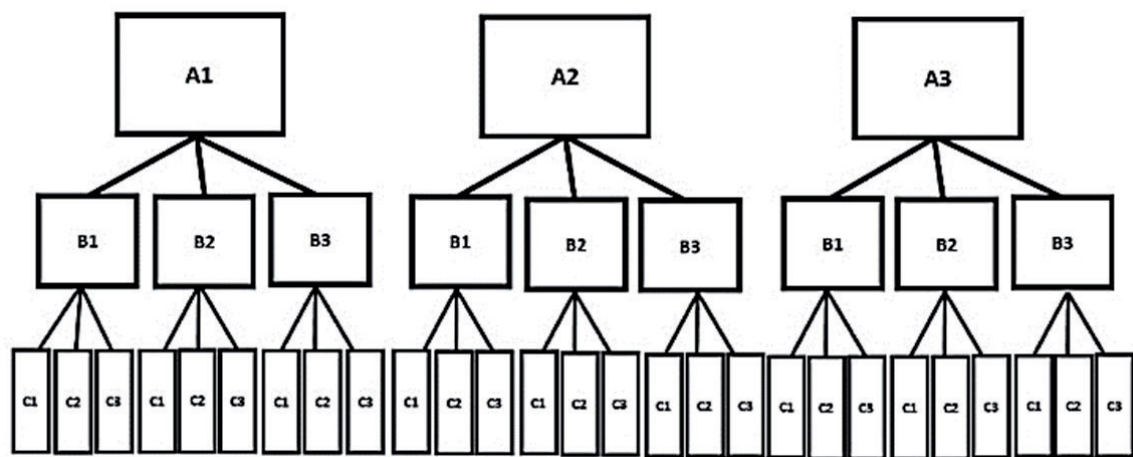 A1 A2 A3
B1 B2 B3 B1 B2 B3 B1 B2 B3
C1 C2 C3 C1 C2 C3 C1 C2 C3 C1 C2 C3 C1 C2 C3 C1 C2 C3 C1 C2 C3 C1 C2 C3 C1 C2 C3